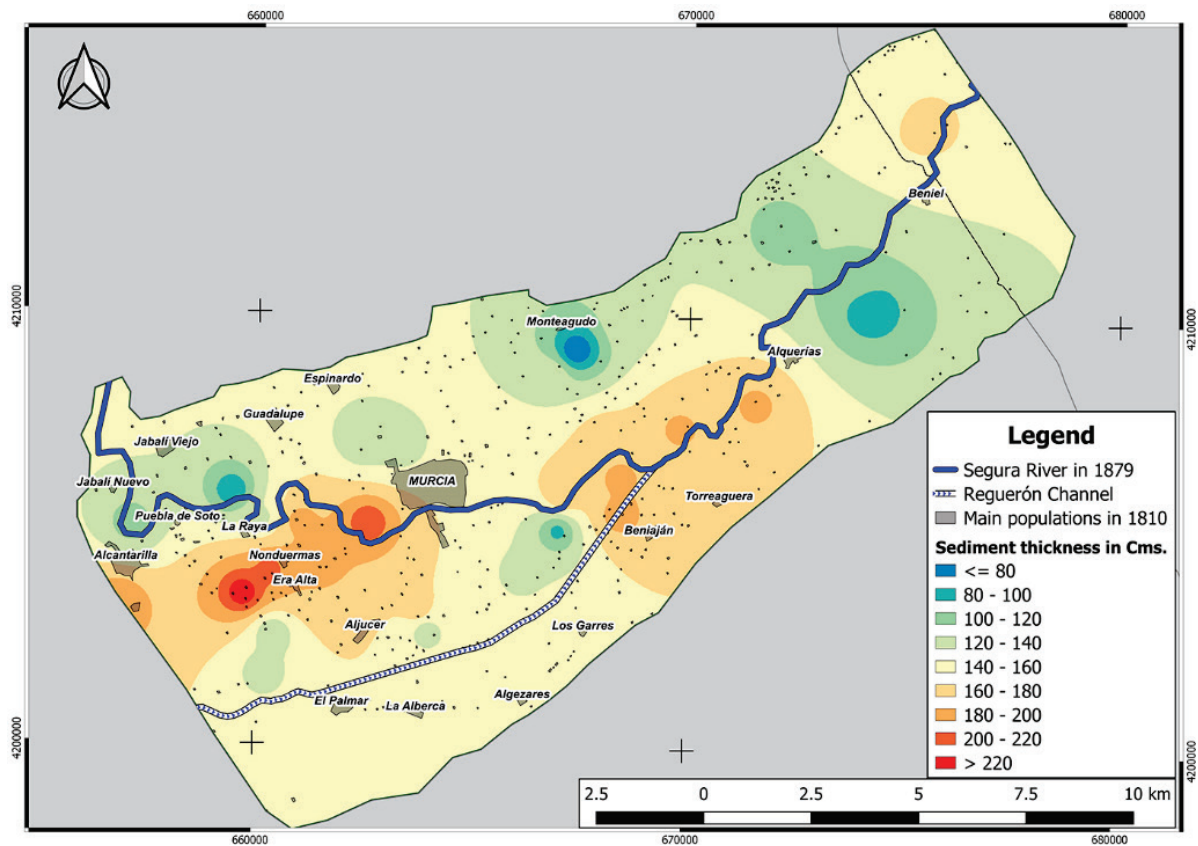 660000
670000
680000
Beniel
4210000
4210000
Monteagudo
Alquerías
Espinardo
Guadalupe
Jabalí Viejo
MURCIA
Jabalí Nuevo
Torreaguera
Puebla de Soto
La Raya
Beniaján
Alcantarilla
Nonduermas
Era Alta
Aljucer
Los Garres
Algezares
El Palmar
La Alberca
Legend
Segura River in 1879
Reguerón Channel
Main populations in 1810
Sediment thickness in Cms.
<= 80
80 - 100
100 - 120
120 - 140
140 - 160
160 - 180
180 - 200
200 - 220
> 220
4200000
4200000
2.5 0 2.5 5 7.5 10 km
660000
670000
680000